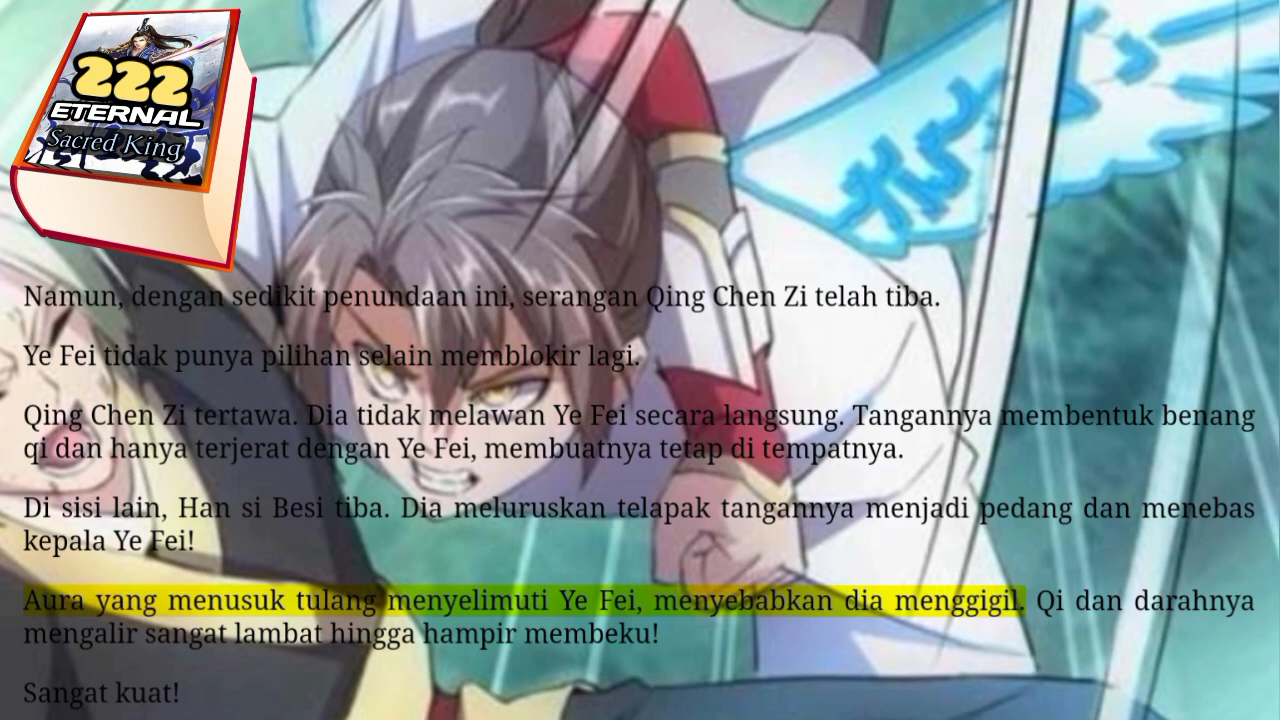 222
ETERNAL
Sacred King
Namun, dengan sedikit penundaan ini, serangan Qing Chen Zi telah tiba.
Ye Fei tidak punya pilihan selain memblokir lagi.
Qing Chen Zi tertawa. Dia tidak melawan Ye Fei secara langsung. Tangannya membentuk benang
qi dan hanya terjerat dengan Ye Fei, membuatnya tetap di tempatnya.
Di sisi lain, Han si Besi tiba. Dia meluruskan telapak tangannya menjadi pedang dan menebas
kepala Ye Fei!
Aura yang menusuk tulang menyelimuti Ye Fei, menyebabkan dia menggigil. Qi dan darahnya
mengalir sangat lambat hingga hampir membeku!
Sangat kuat!